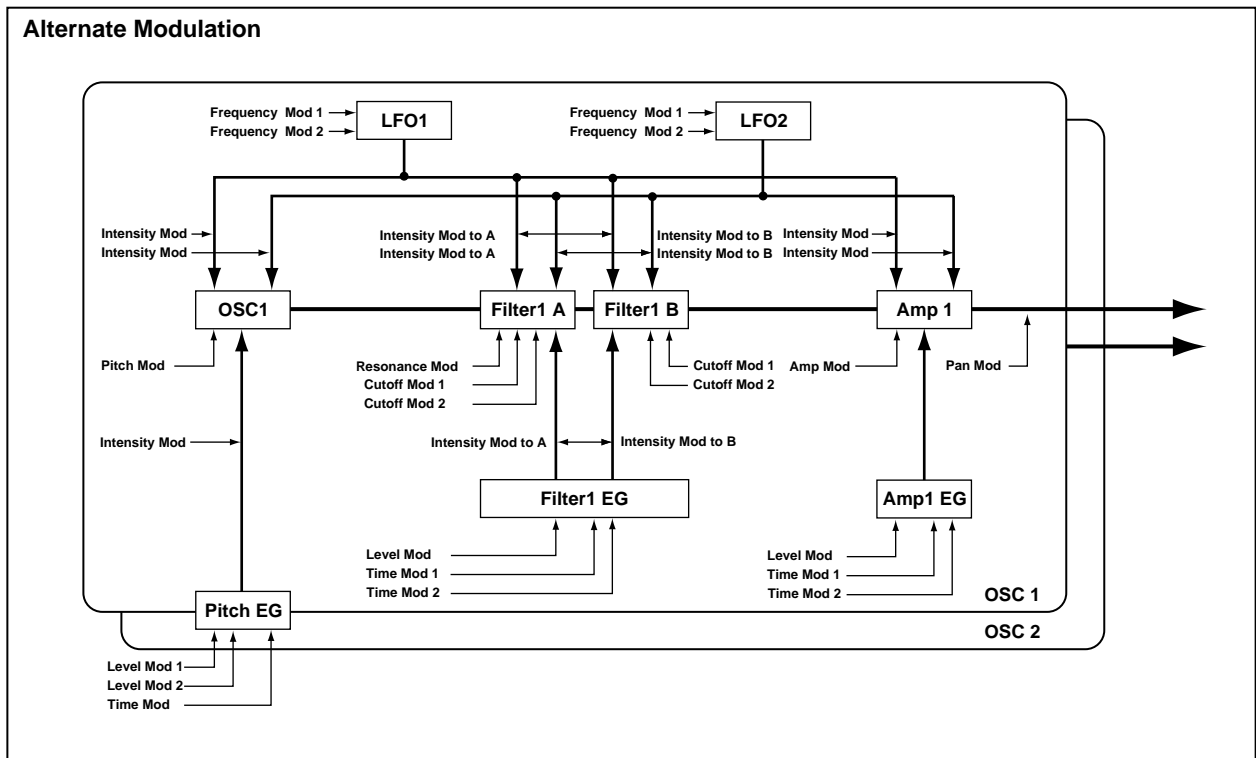 Alternate Modulation
Frequency Mod 1
LFO1
Frequency Mod 2
Frequency Mod 1
LFO2
Frequency Mod 2
Intensity Mod
Intensity Mod
Intensity Mod to A
Intensity Mod to A
Intensity Mod to B
Intensity Mod to B
Intensity Mod
Intensity Mod
OSC1
Filter1 A
Filter1 B
Amp 1
Pitch Mod
Resonance Mod
Cutoff Mod 1
Cutoff Mod 2
Cutoff Mod 1
Cutoff Mod 2
Amp Mod
Pan Mod
Intensity Mod
Intensity Mod to A
Intensity Mod to B
Filter1 EG
Amp1 EG
Level Mod
Time Mod 1
Time Mod 2
Level Mod
Time Mod 1
Time Mod 2
OSC 1
Pitch EG
OSC 2
Level Mod 1
Level Mod 2
Time Mod